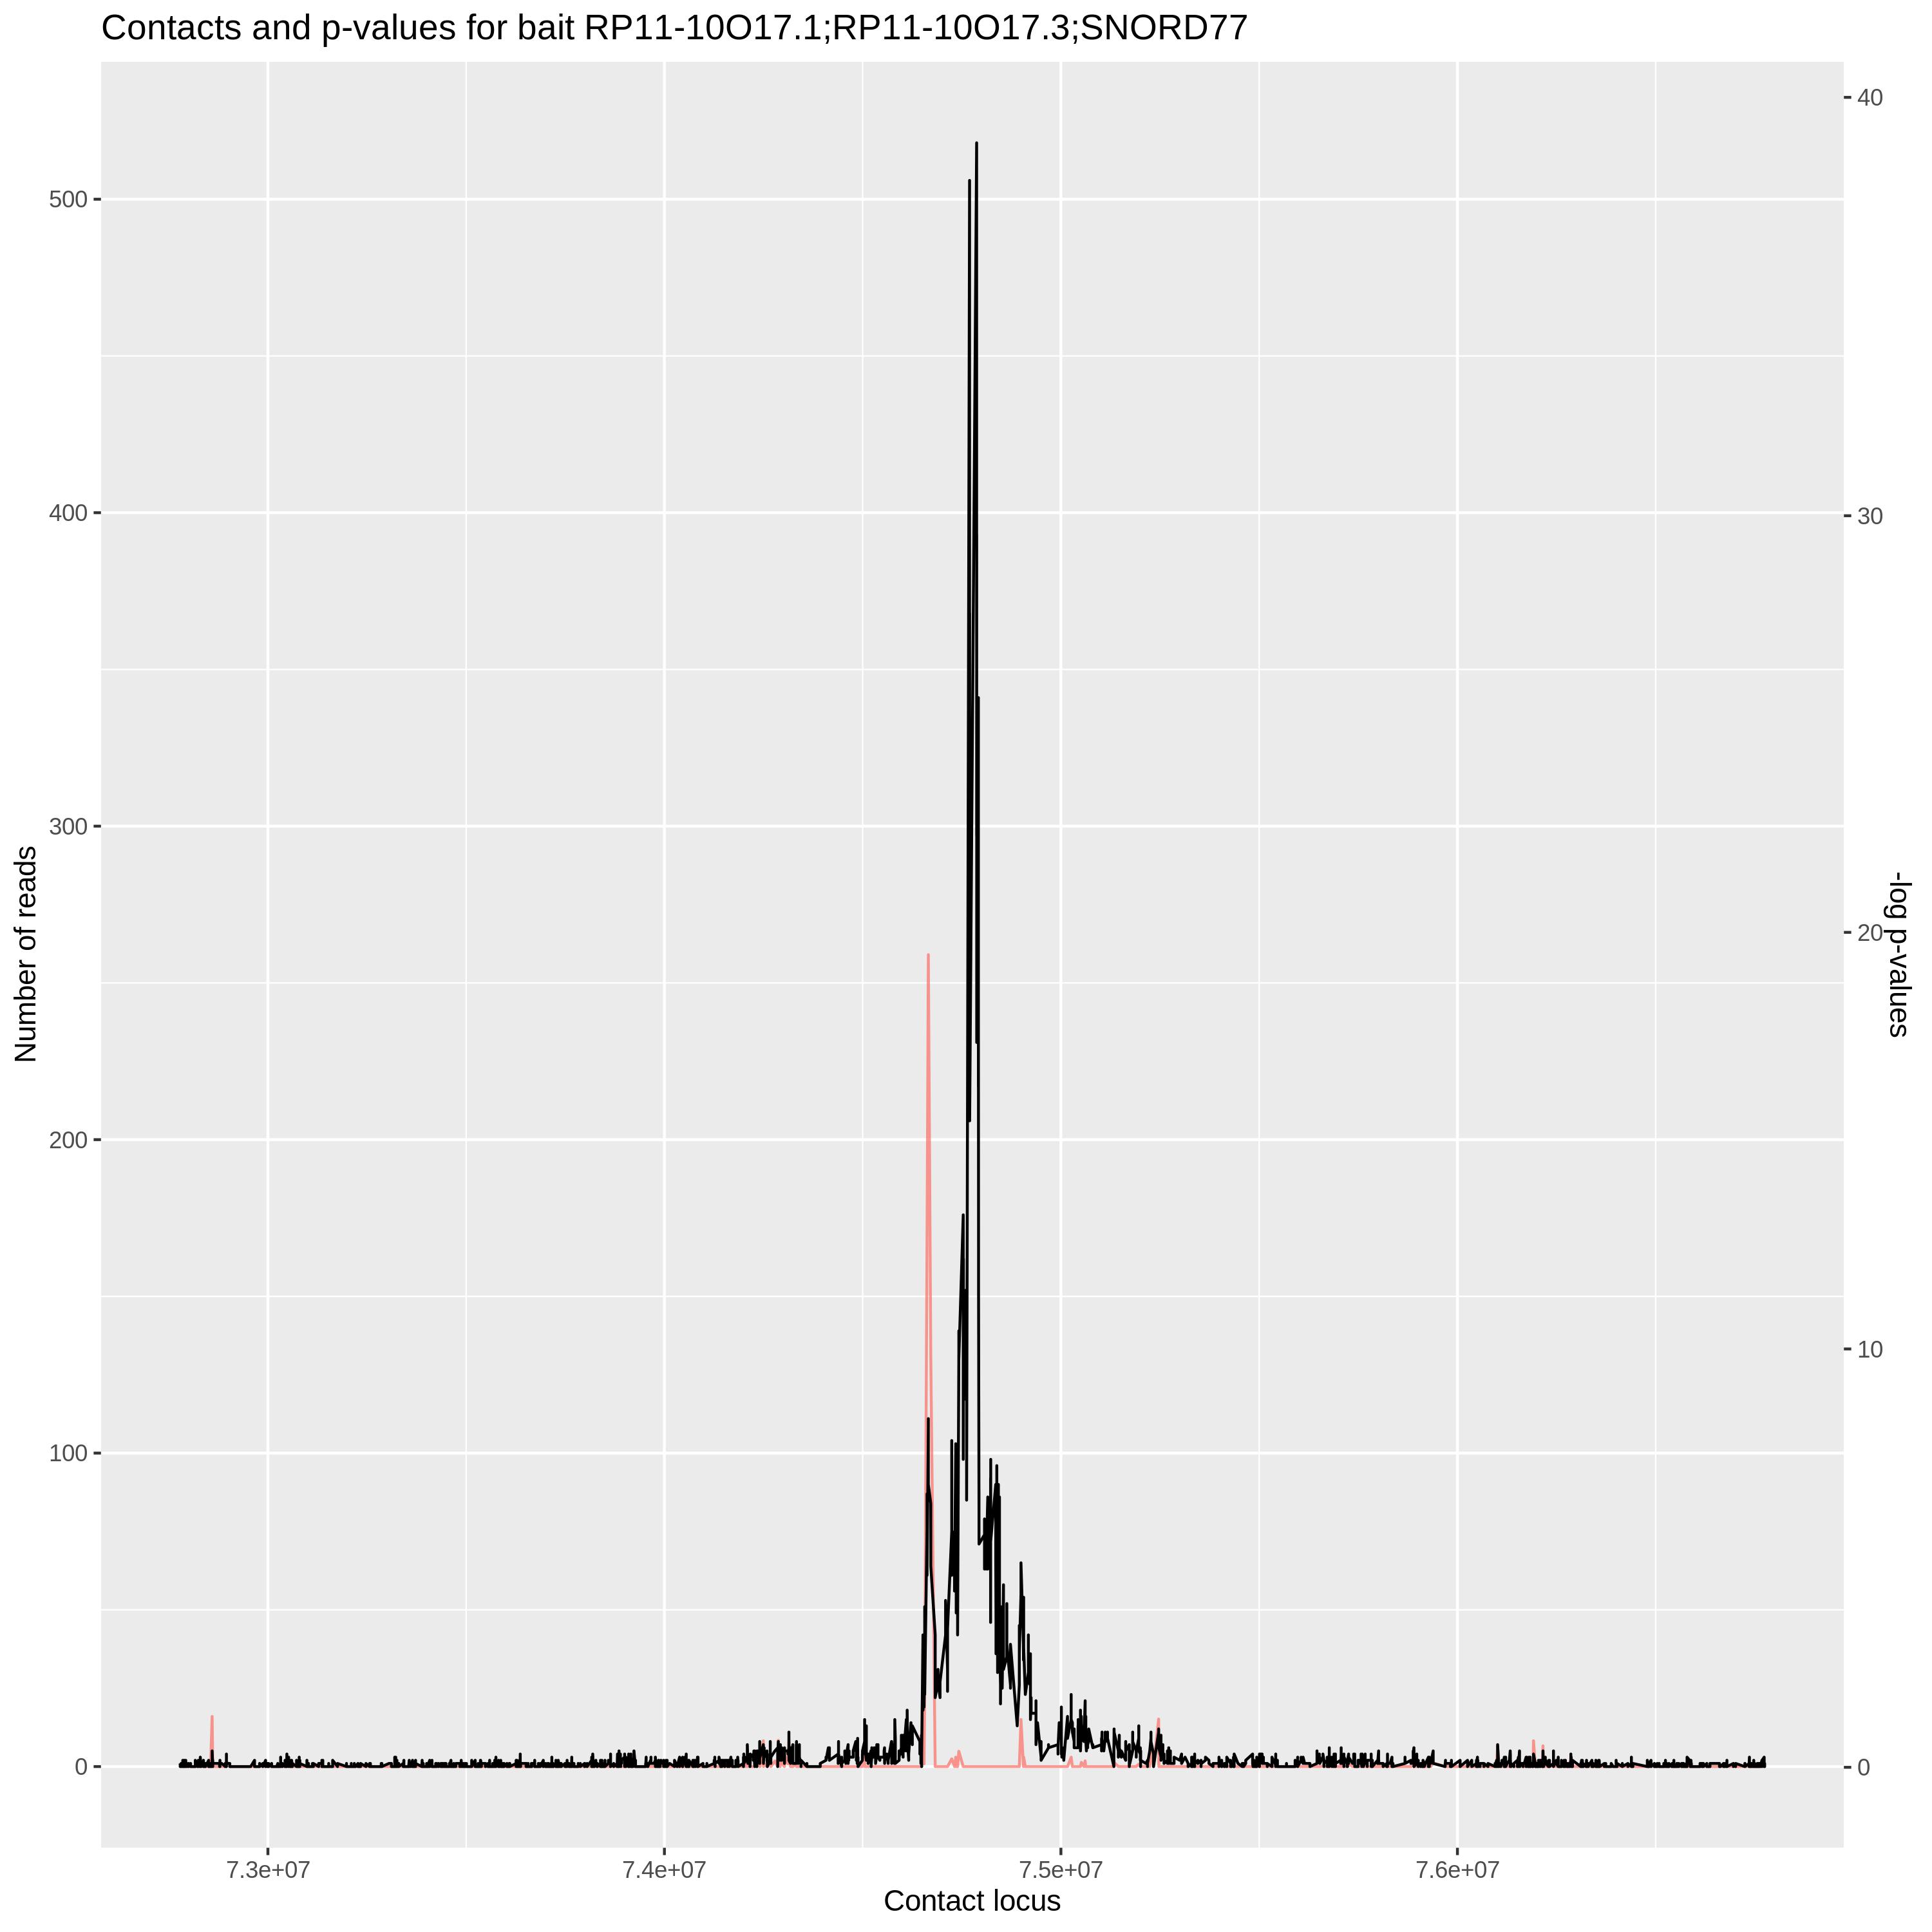 Contacts and p-values for bait RP11-10O17.1;RP11-10O17.3;SNORD77
40
500
400
30
300
Number of reads
20
-log p-values
200
10
100
0
0
7.3e+07 7.4e+07 7.5e+07 7.6e+07
Contact locus